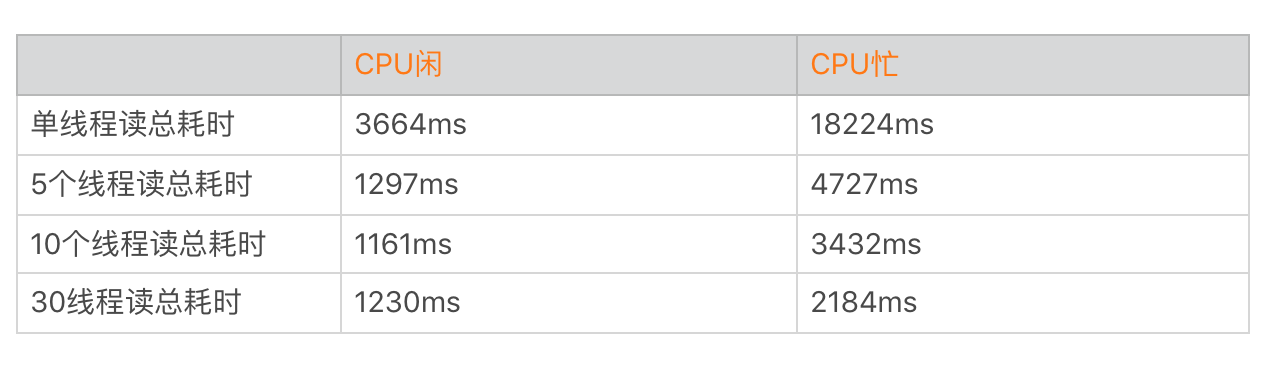 CPU闲 CPU忙
单线程读总耗时 3664ms 18224ms
5个线程读总耗时 1297ms 4727ms
10个线程读总耗时 1161ms 3432ms
30线程读总耗时 1230ms 2184ms